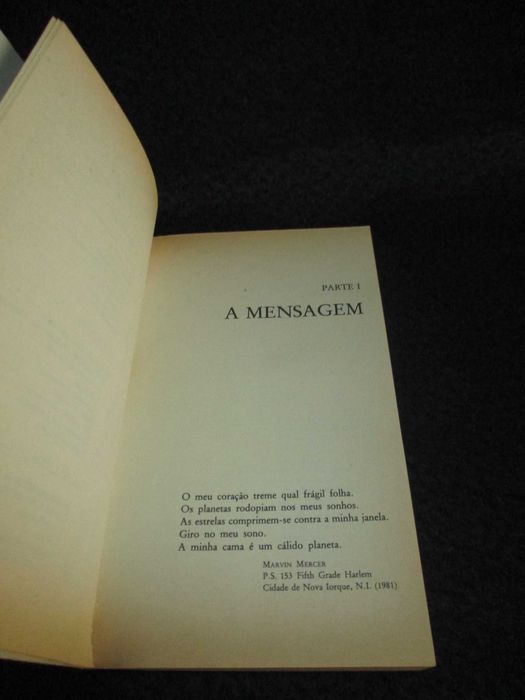 PARTE I
A MENSAGEM
O meu coração treme qual frágil folha.
Os planetas rodopiam nos meus sonhos.
As estrelas comprimem-se contra a minha janela.
Giro no meu sono.
A minha cama é um cálido planeta.
MARVIN MERCER
P.S. 153 Fifth Grade Harlem
Cidade de Nova Iorque, N.I. (1981)